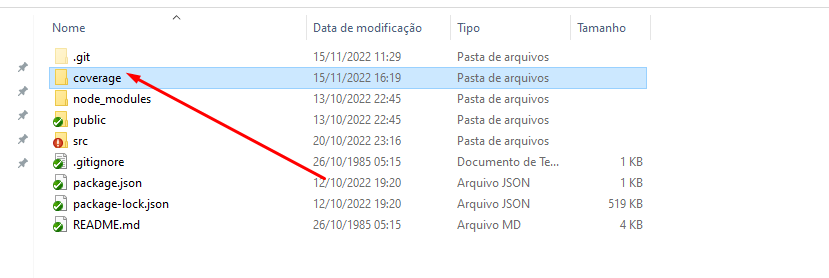 Nome Data de modificação Tipo Tamanho
.git 15/11/2022 11:29 Pasta de arquivos
coverage 15/11/2022 16:19 Pasta de arquivos
node_modules 13/10/2022 22:45 Pasta de arquivos
public 13/10/2022 22:45 Pasta de arquivos
src 20/10/2022 23:16 Pasta de arquivos
.gitignore 26/10/1985 05:15 Documento de Te... 1 KB
package.json 12/10/2022 19:20 Arquivo JSON 1 KB
package-lock.json 12/10/2022 19:20 Arquivo JSON 519 KB
README.md 26/10/1985 05:15 Arquivo MD 4 KB